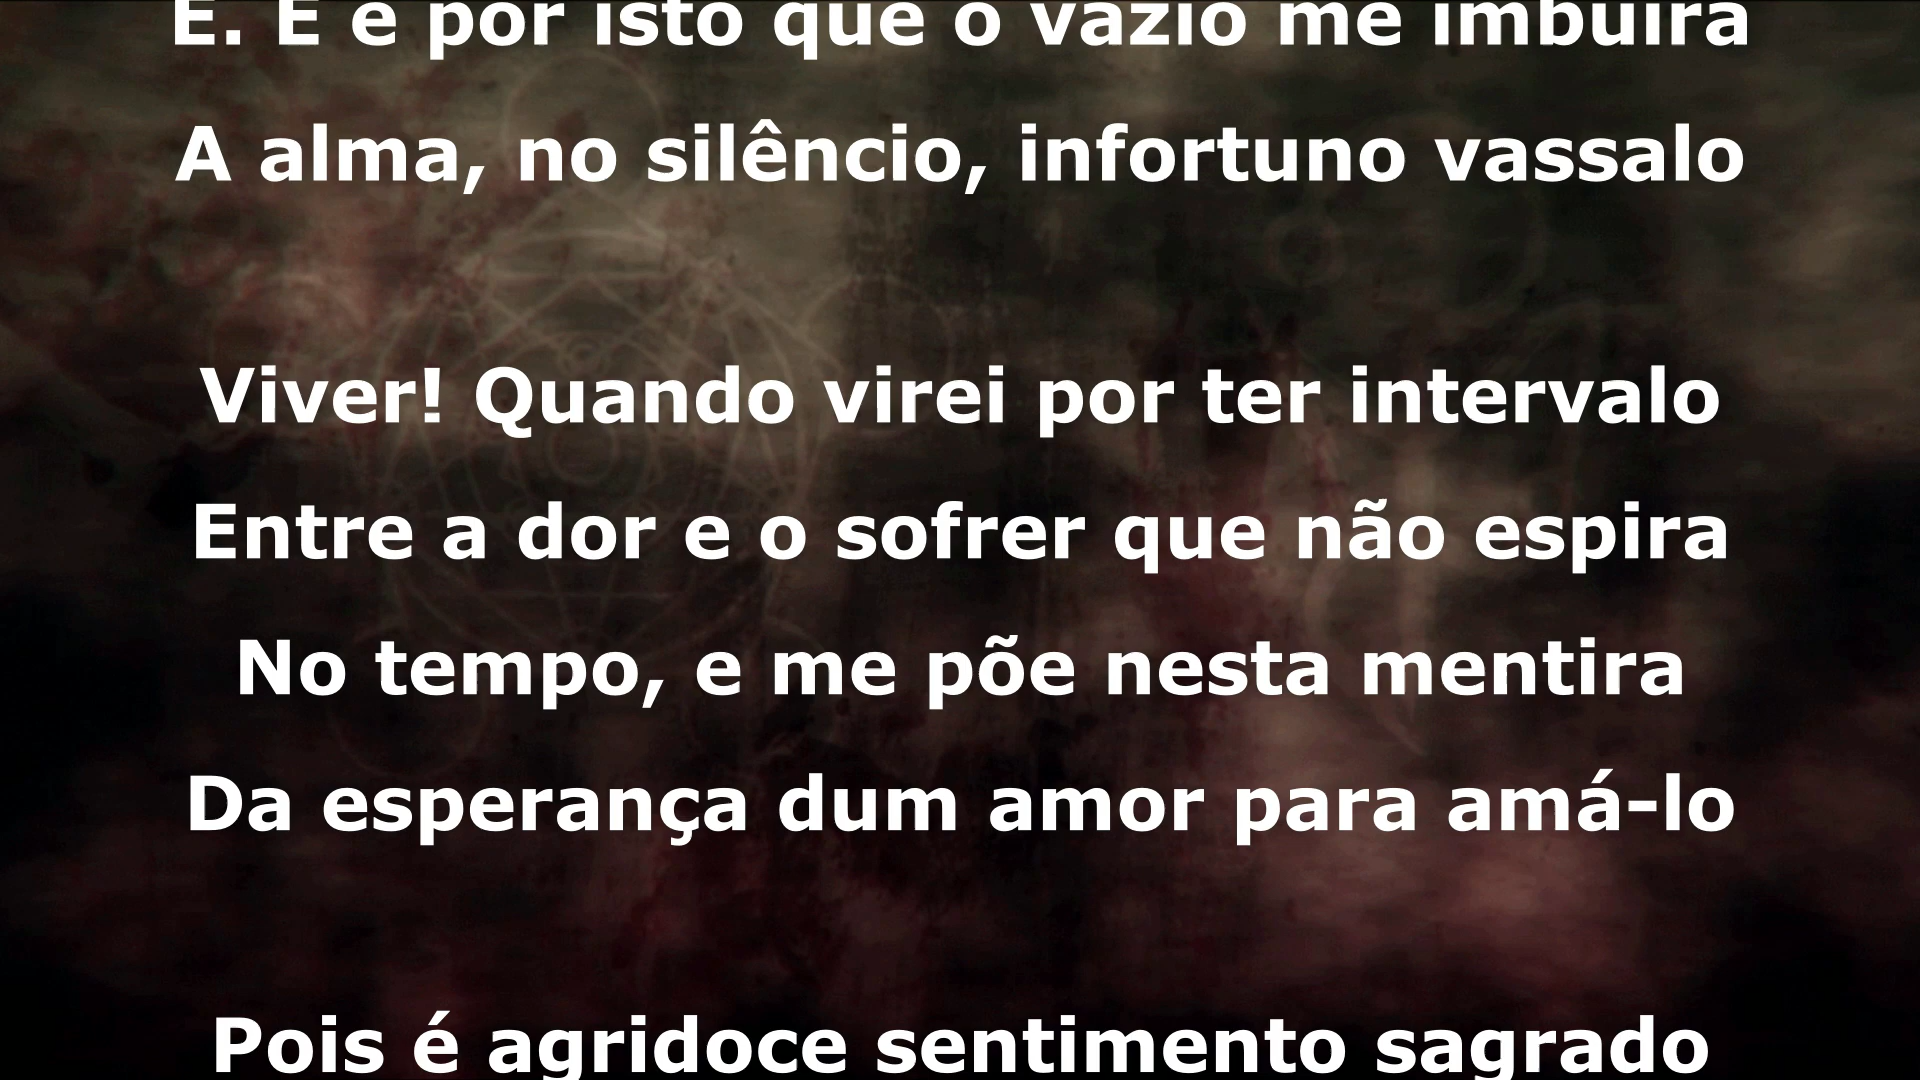 E. E é por isto que o vazio me imbuira
A alma, no silêncio, infortuno vassalo
Viver! Quando virei por ter intervalo
Entre a dor e o sofrer que não espira
No tempo, e me põe nesta mentira
Da esperança dum amor para amá-lo
Pois é agridoce sentimento sagrado